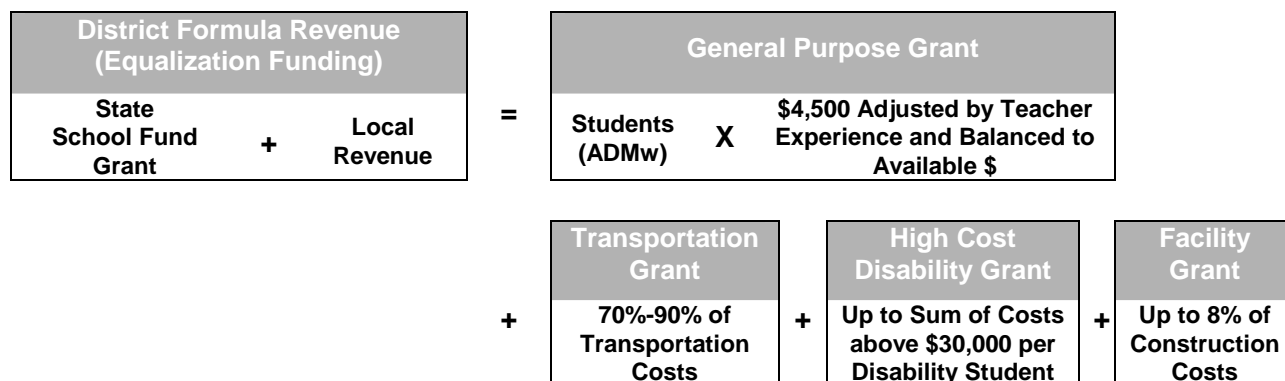 District Formula Revenue
(Equalization Funding)
State
School Fund
Grant
+
Local
Revenue
=
General Purpose Grant
Students
(ADMw)
X
$4,500 Adjusted by Teacher
Experience and Balanced to
Available $
+
Transportation
Grant
70%-90% of
Transportation
Costs
+
High Cost
Disability Grant
Up to Sum of Costs
above $30,000 per
Disability Student
+
Facility
Grant
Up to 8% of
Construction
Costs